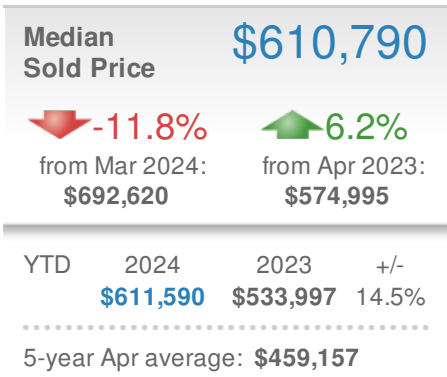 Median $610,790
Sold Price
-11.8% 6.2%
from Mar 2024: from Apr 2023:
$692,620 $574,995
YTD 2024 2023 +/-
$611,590 $533,997 14.5%
5-year Apr average: $459,157